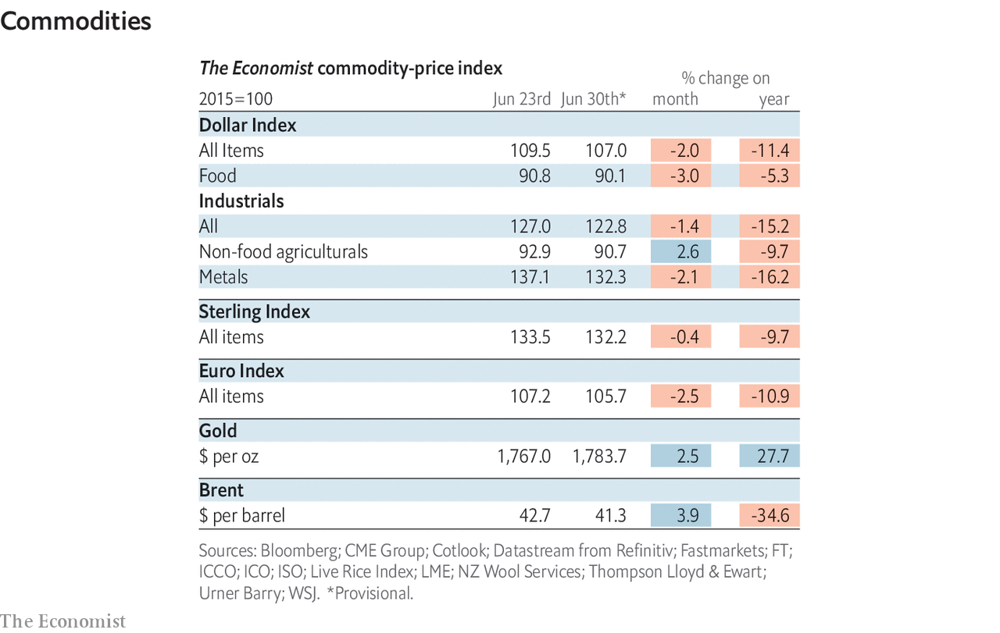 Commodities
The Economist commodity-price index
% change on
2015=100 Jun 23rd Jun 30th* month year
Dollar Index
All Items 109.5 107.0 -2.0 -11.4
Food 90.8 90.1 -3.0 -5.3
Industrials
All 127.0 122.8 -1.4 -15.2
Non-food agriculturals 92.9 90.7 2.6 -9.7
Metals 137.1 132.3 -2.1 -16.2
Sterling Index
All items 133.5 132.2 -0.4 -9.7
Euro Index
All items 107.2 105.7 -2.5 -10.9
Gold
$ per oz 1,767.0 1,783.7 2.5 27.7
Brent
$ per barrel 42.7 41.3 3.9 -34.6
Sources: Bloomberg; CME Group; Cotlook; Datastream from Refinitiv; Fastmarkets; FT;
ICCO; ICO; ISO; Live Rice Index; LME; NZ Wool Services; Thompson Lloyd & Ewart;
Urner Barry; WSJ. *Provisional.
The Economist